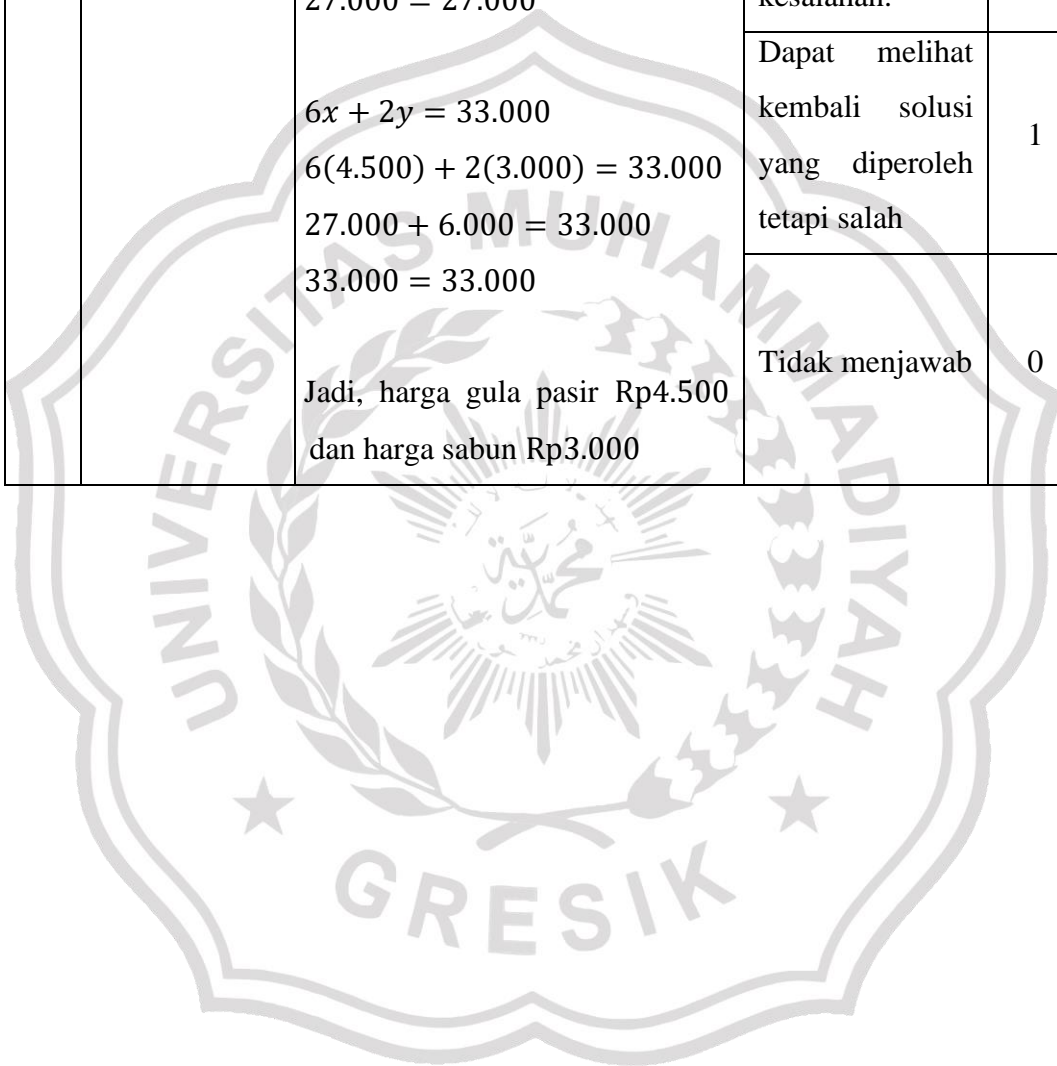 27.000 = 27.000
kesalahan.
6𝑥 + 2𝑦 = 33.000
6(4.500) + 2(3.000) = 33.000
27.000 + 6.000 = 33.000
33.000 = 33.000
Jadi, harga gula pasir Rp4.500
dan harga sabun Rp3.000
Dapat melihat
kembali solusi
yang diperoleh
tetapi salah
1
Tidak menjawab
0
UNIVERSITAS MUHAMMADIYAH
GRESIK